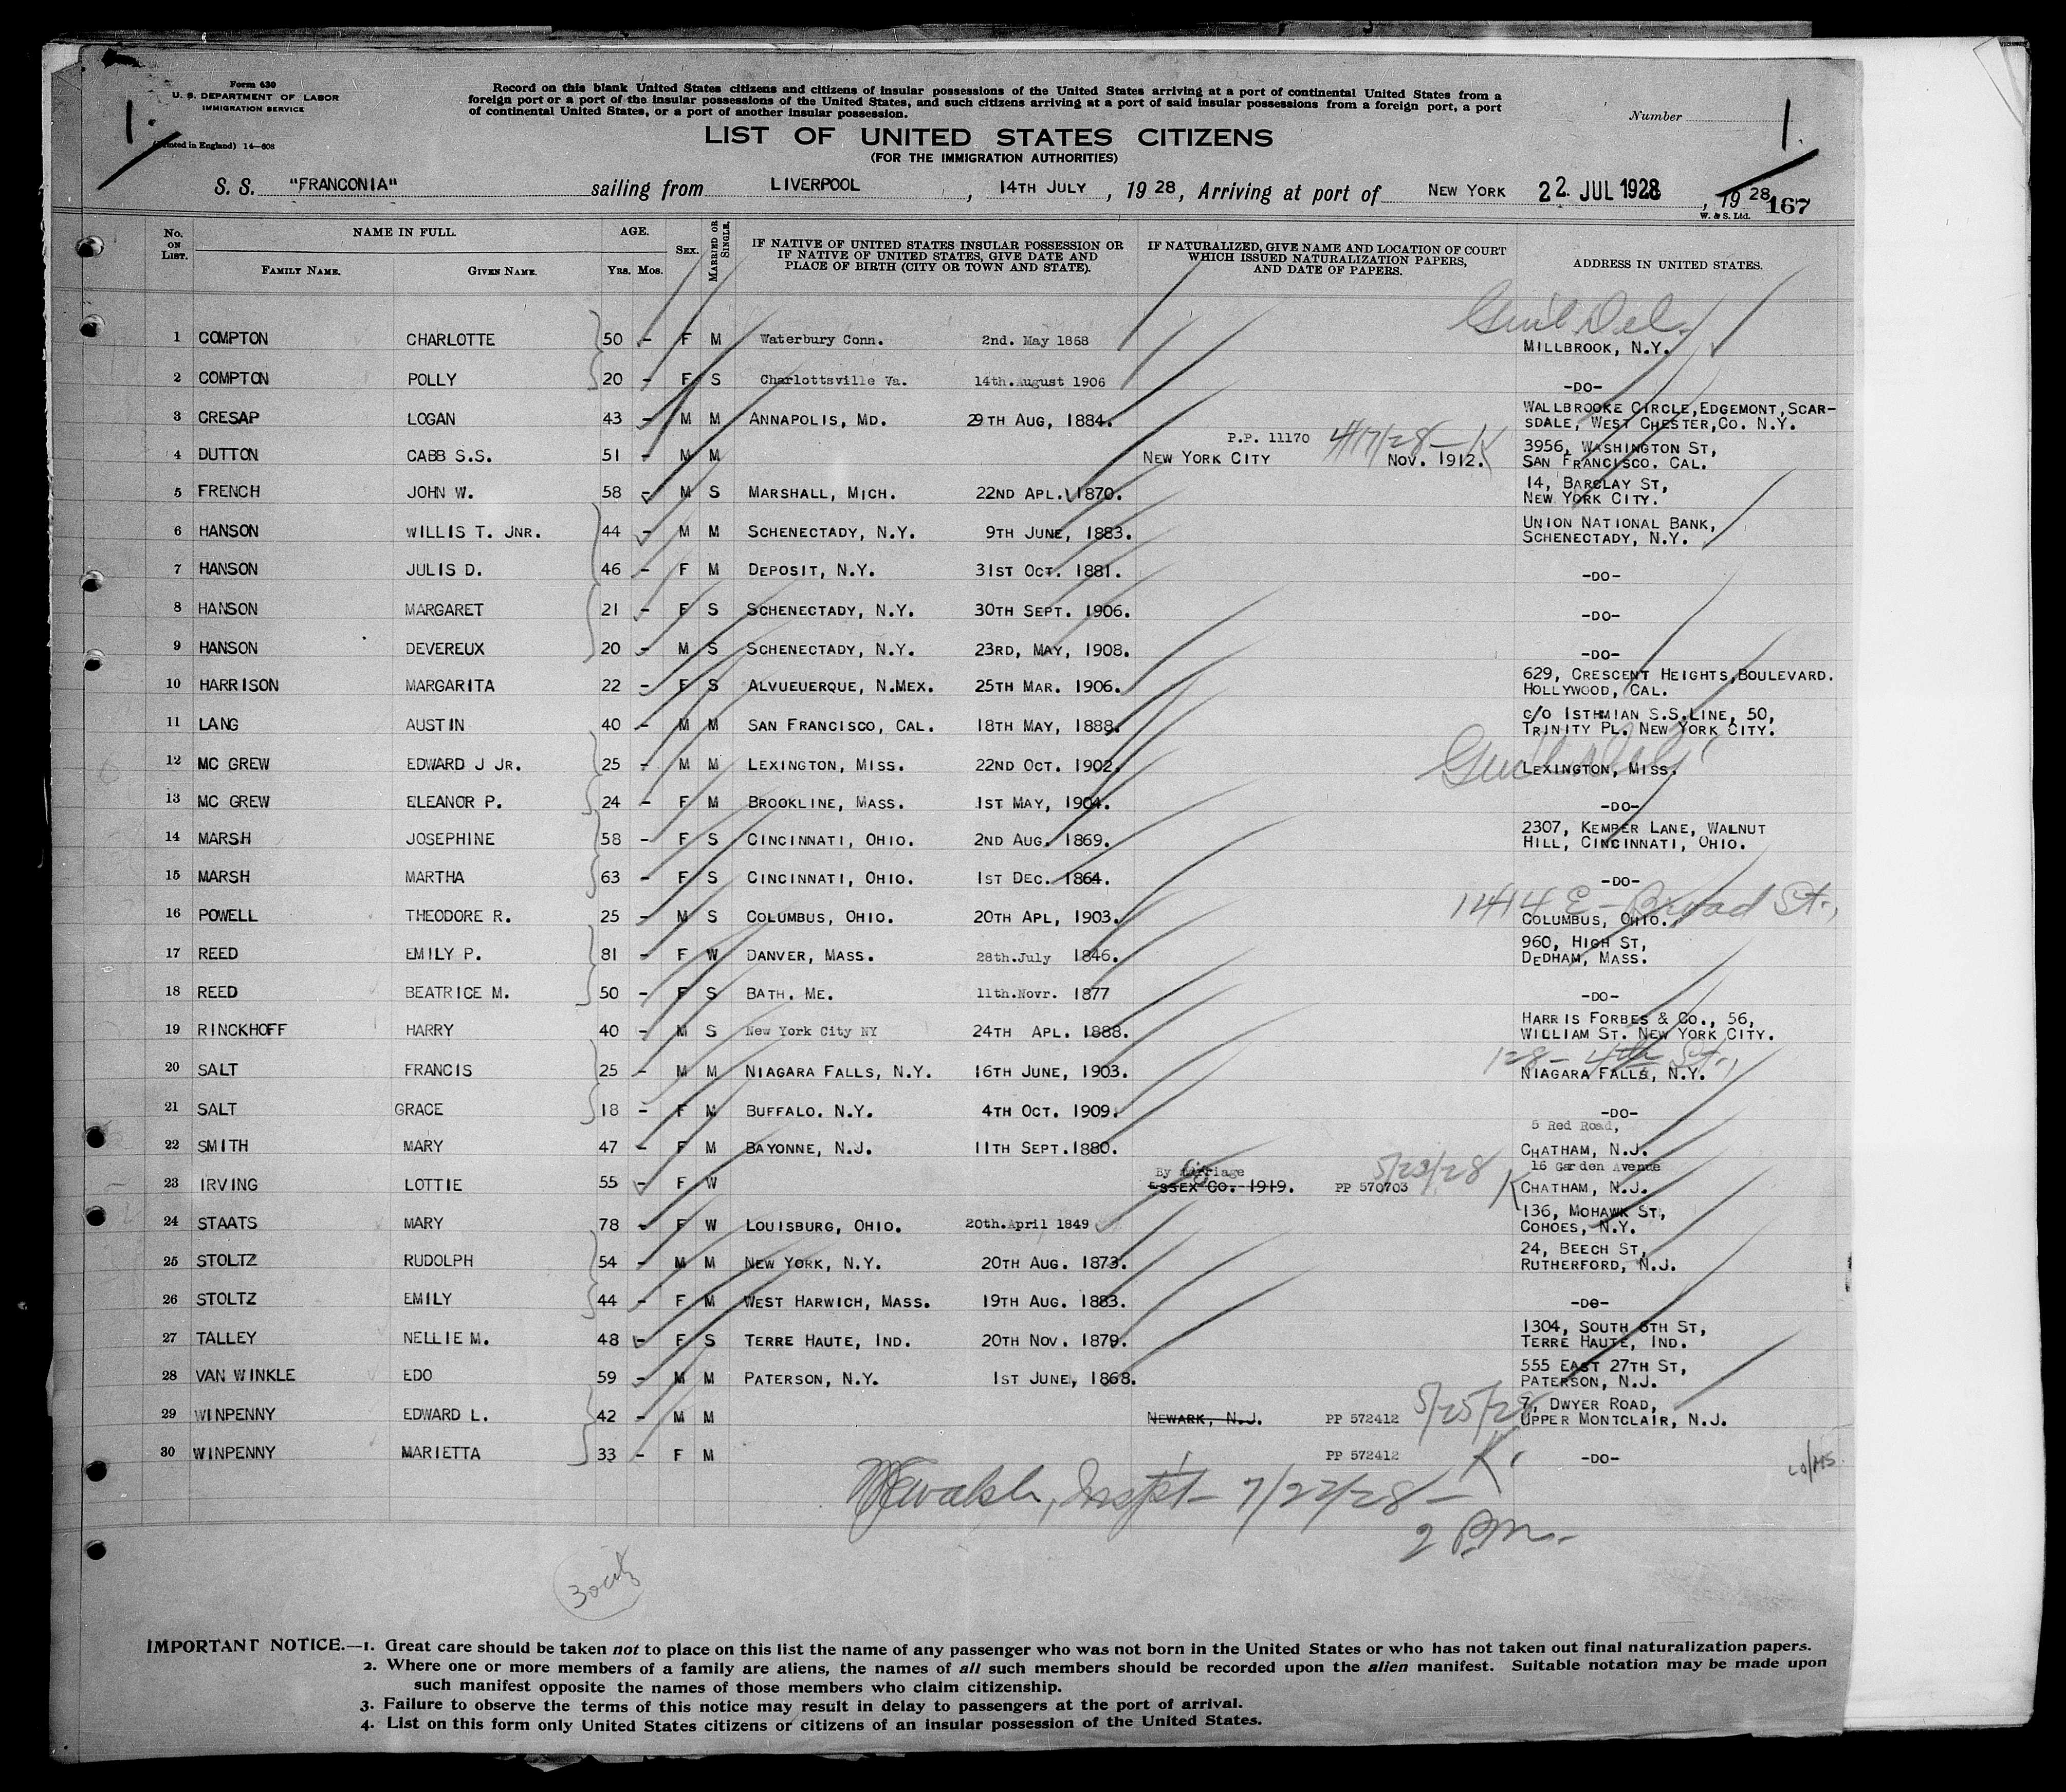 Form 630
U. S. DEPARTMENT OF LABOR
IMMIGRATION SERVICE
(Printed in England) 14—608
1.
Record on this blank United States citizens and citizens of insular possessions of the United States arriving at a port of continental United States from a
foreign port or a port of the insular possessions of the United States, and such citizens arriving at a port of said insular possessions from a foreign port, a port
of continental United States, or a port of another insular possession.
Number
1.
LIST OF UNITED STATES CITIZENS
(FOR THE IMMIGRATION AUTHORITIES)
S. S. "FRANCONIA" sailing from LIVERPOOL, 14TH JULY, 19 28, Arriving at port of NEW YORK 22 JUL 1928, 19 28
W. & S. Ltd.
167
No. ON LIST. NAME IN FULL. AGE. SEX. MARRIED OR SINGLE. IF NATIVE OF UNITED STATES INSULAR POSSESSION OR IF NATIVE OF UNITED STATES, GIVE DATE AND PLACE OF BIRTH (CITY OR TOWN AND STATE). IF NATURALIZED, GIVE NAME AND LOCATION OF COURT WHICH ISSUED NATURALIZATION PAPERS, AND DATE OF PAPERS. ADDRESS IN UNITED STATES.
FAMILY NAME. GIVEN NAME. Yrs. Mos.
Gen'l Del.
1 COMPTON CHARLOTTE 50 - F M Waterbury Conn. 2nd. May 1868 MILLBROOK, N.Y.
2 COMPTON POLLY 20 - F S Charlottsville Va. 14th.August 1906 -DO-
3 CRESAP LOGAN 43 - M M ANNAPOLIS, MD. 29TH AUG, 1884. WALLBROOKE CIRCLE,EDGEMONT,SCAR-
SDALE, WEST CHESTER,CO. N.Y.
P.P. 11170 4/17/28 - K
4 DUTTON CABB S.S. 51 - M M NEW YORK CITY NOV. 1912. 3956, WASHINGTON ST,
SAN FRANCISCO. CAL.
5 FRENCH JOHN W. 58 - M S MARSHALL, MICH. 22ND APL. 1870. 14, BARCLAY ST,
NEW YORK CITY.
6 HANSON WILLIS T. JNR. 44 - M M SCHENECTADY, N.Y. 9TH JUNE, 1883. UNION NATIONAL BANK,
SCHENECTADY, N.Y.
7 HANSON JULIS D. 46 - F M DEPOSIT, N.Y. 31ST OCT. 1881. -DO-
8 HANSON MARGARET 21 - F S SCHENECTADY, N.Y. 30TH SEPT. 1906. -DO-
9 HANSON DEVEREUX 20 - M S SCHENECTADY, N.Y. 23RD, MAY, 1908. -DO-
10 HARRISON MARGARITA 22 - F S ALVUEUERQUE, N.MEX. 25TH MAR. 1906. 629, CRESCENT HEIGHTS,BOULEVARD.
HOLLYWOOD, CAL.
11 LANG AUSTIN 40 - M M SAN FRANCISCO, CAL. 18TH MAY, 1888. C/O ISTHMIAN S.S.LINE, 50,
TRINITY PL. NEW YORK CITY.
12 MC GREW EDWARD J JR. 25 - M M LEXINGTON, MISS. 22ND OCT. 1902. LEXINGTON, MISS.
13 MC GREW ELEANOR P. 24 - F M BROOKLINE, MASS. 1ST MAY, 1904. -DO-
14 MARSH JOSEPHINE 58 - F S CINCINNATI, OHIO. 2ND AUG. 1869. 2307, KEMPER LANE, WALNUT
HILL, CINCINNATI, OHIO.
15 MARSH MARTHA 63 - F S CINCINNATI, OHIO. 1ST DEC. 1864. -DO-
1414 E - Broad St.,
16 POWELL THEODORE R. 25 - M S COLUMBUS, OHIO. 20TH APL, 1903. COLUMBUS, OHIO.
17 REED EMILY P. 81 - F W DANVER, MASS. 28th.July 1846. 960, HIGH ST,
DEDHAM, MASS.
18 REED BEATRICE M. 50 - F S BATH. ME. 11th.Novr. 1877 -DO-
19 RINCKHOFF HARRY 40 - M S New York City NY 24TH APL. 1888. HARRIS FORBES & CO., 56,
WILLIAM ST. NEW YORK CITY.
128 - 4th St.,
20 SALT FRANCIS 25 - M M NIAGARA FALLS, N.Y. 16TH JUNE, 1903. NIAGARA FALLS, N.Y.
21 SALT GRACE 18 - F M BUFFALO. N.Y. 4TH OCT. 1909. -DO-
5 Red Road,
22 SMITH MARY 47 - F M BAYONNE, N.J. 11TH SEPT.1880. CHATHAM, N.J.
By Marriage 5/23/28 K 16 Garden Avenue
23 IRVING LOTTIE 55 - F W ESSEX CO. 1919. PP 570703 CHATHAM, N.J.
24 STAATS MARY 78 - F W LOUISBURG, OHIO. 20th.April 1849 136, MOHAWK ST,
COHOES, N.Y.
25 STOLTZ RUDOLPH 54 - M M NEW YORK, N.Y. 20TH AUG. 1873. 24, BEECH ST,
RUTHERFORD, N.J.
26 STOLTZ EMILY 44 - F M WEST HARWICH, MASS. 19TH AUG. 1883. -DO-
27 TALLEY NELLIE M. 48 - F S TERRE HAUTE, IND. 20TH NOV. 1879. 1304, SOUTH 6TH ST,
TERRE HAUTE, IND.
28 VAN WINKLE EDO 59 - M M PATERSON, N.Y. 1ST JUNE, 1868. 555 EAST 27TH ST,
PATERSON, N.J.
29 WINPENNY EDWARD L. 42 - M M NEWARK, N.J. PP 572412 5/25/28 7, DWYER ROAD,
UPPER MONTCLAIR, N.J.
30 WINPENNY MARIETTA 33 - F M PP 572412 K. -DO-
Walsh, Insp't - 7/22/28 -
2 P.m.
IMPORTANT NOTICE.—1. Great care should be taken not to place on this list the name of any passenger who was not born in the United States or who has not taken out final naturalization papers.
2. Where one or more members of a family are aliens, the names of all such members should be recorded upon the alien manifest. Suitable notation may be made upon
such manifest opposite the names of those members who claim citizenship.
3. Failure to observe the terms of this notice may result in delay to passengers at the port of arrival.
4. List on this form only United States citizens or citizens of an insular possession of the United States.